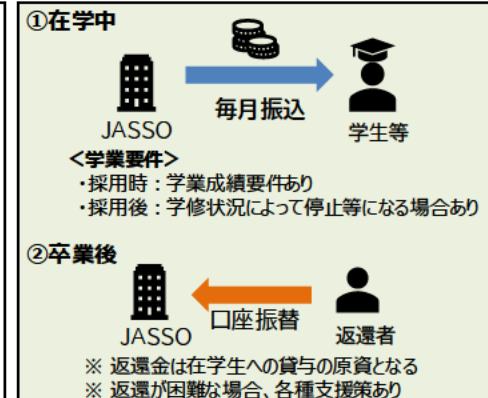 ①在学中
毎月振込
JASSO
学生等
<学業要件>
・採用時：学業成績要件あり
・採用後：学修状況によって停止等になる場合あり
②卒業後
口座振替
JASSO
返還者
※ 返還金は在学生への貸与の原資となる
※ 返還が困難な場合、各種支援策あり